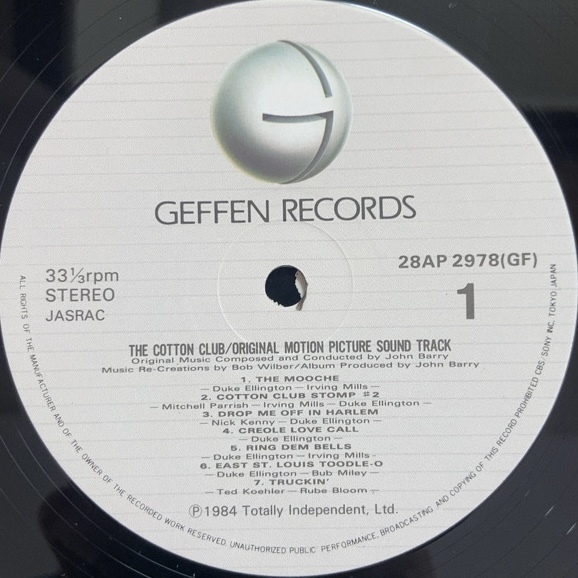 GEFFEN RECORDS
33⅓rpm
STEREO
JASRAC
28AP 2978(GF)
1
THE COTTON CLUB/ORIGINAL MOTION PICTURE SOUND TRACK
Original Music Composed and Conducted by John Barry
Music Re-Creations by Bob Wilber/Album Produced by John Barry
1. THE MOOCHE
—Duke Ellington—Irving Mills—
2. COTTON CLUB STOMP #2
—Mitchell Parrish—Irving Mills—Duke Ellington—
3. DROP ME OFF IN HARLEM
—Nick Kenny—Duke Ellington—
4. CREOLE LOVE CALL
—Duke Ellington—
5. RING DEM BELLS
—Duke Ellington—Irving Mills-
6. EAST ST. LOUIS TOODLE-O
—Duke Ellington—Bub Miley—
7. TRUCKIN'
—Ted Koehler—Rube Bloom—
Ⓟ1984 Totally Independent, Ltd.
ALL RIGHTS OF THE MANUFACTURER AND OF THE OWNER OF THE RECORDED WORK RESERVED. UNAUTHORIZED PUBLIC PERFORMANCE, BROADCASTING AND COPYING OF THIS RECORD PROHIBITED CBS/SONY INC. TOKYO JAPAN